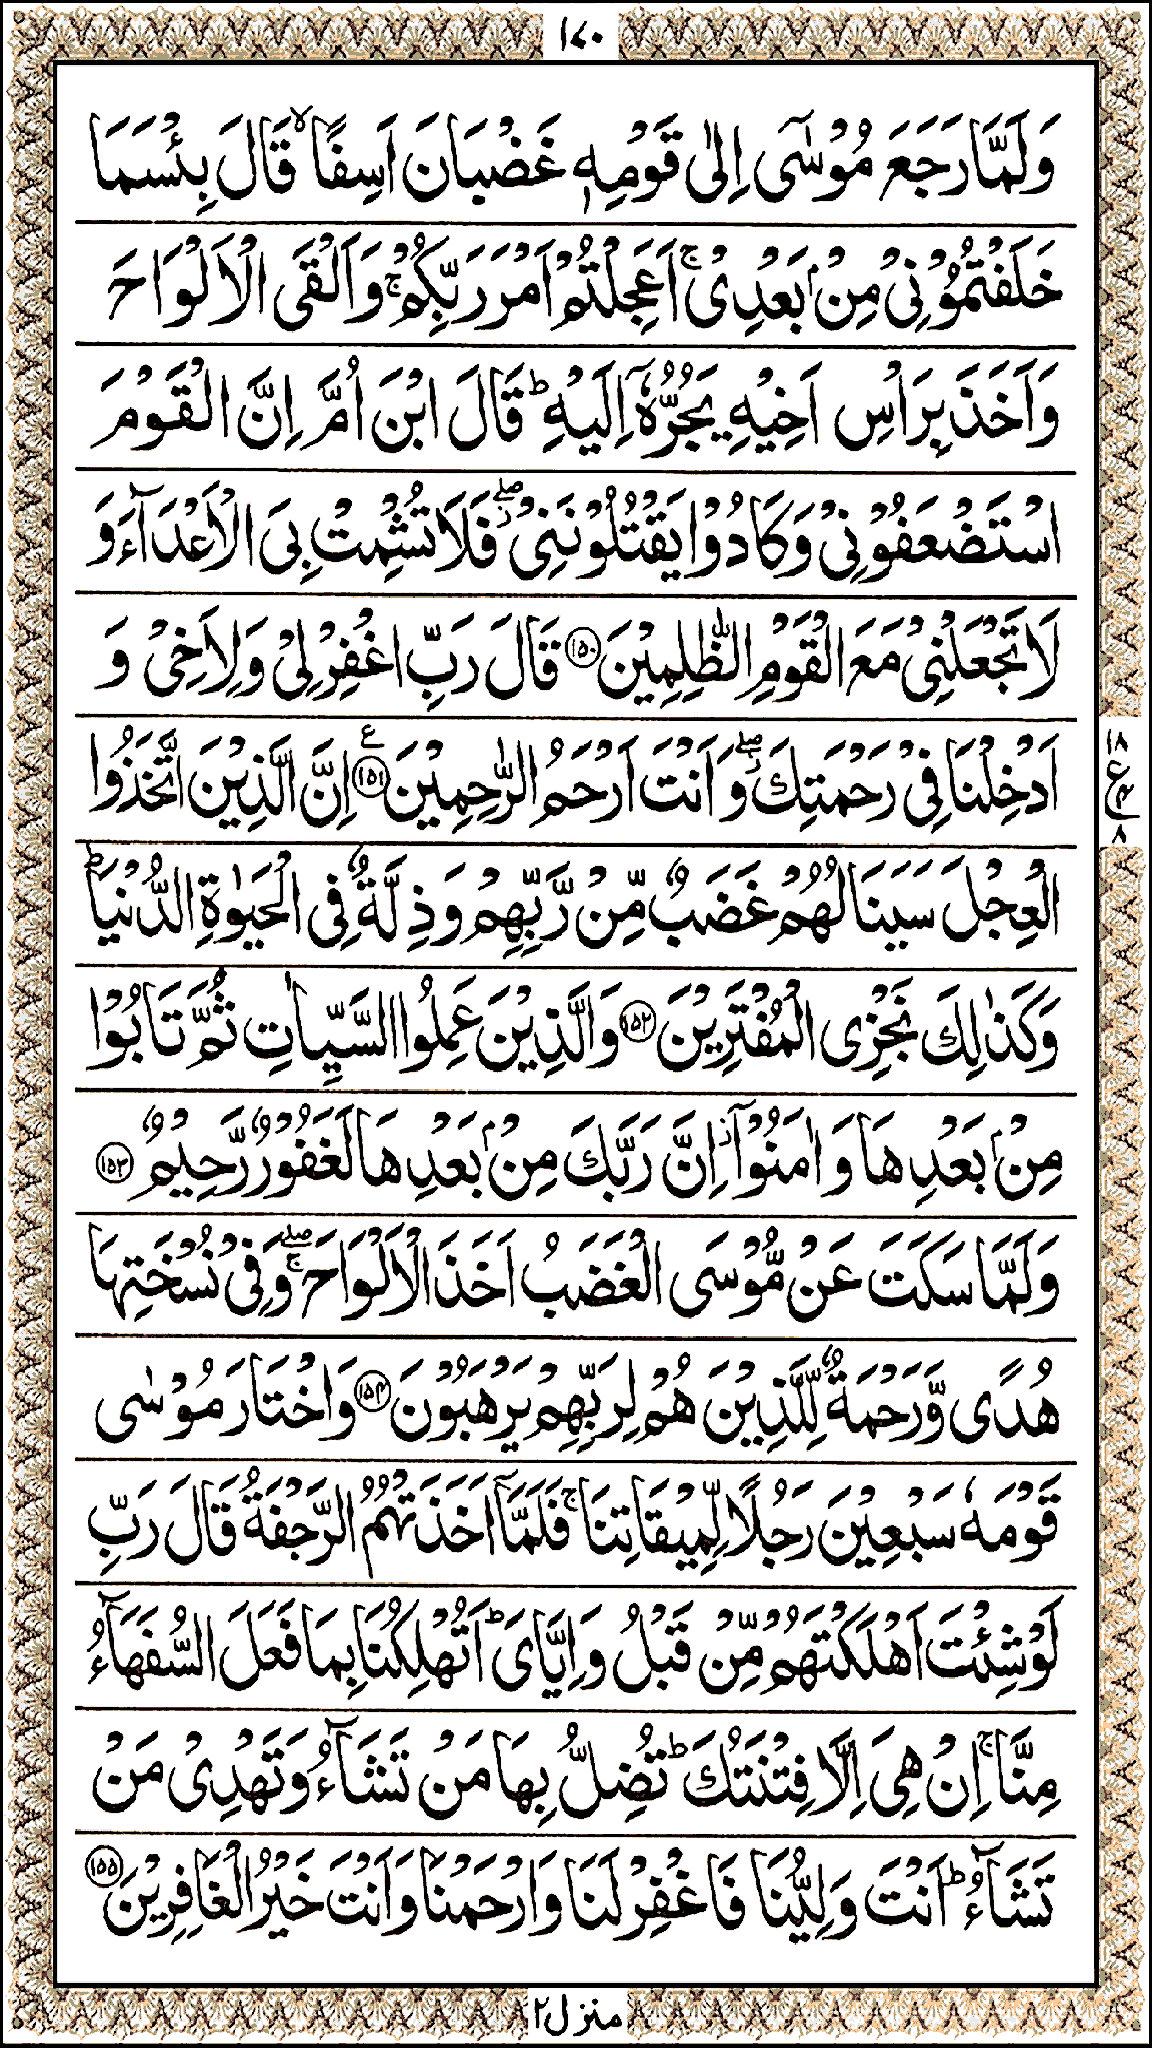 ١٧٠
وَلَمَّا رَجَعَ مُوْسٰۤى اِلٰى قَوْمِهٖ غَضْبَانَ اَسِفًا ۙ قَالَ بِئْسَمَا
خَلَفْتُمُوْنِیْ مِنْۢ بَعْدِیْ ۚ اَعَجِلْتُمْ اَمْرَ رَبِّكُمْ ۚ وَاَلْقَى الْاَلْوَاحَ
وَاَخَذَ بِرَاْسِ اَخِیْهِ یَجُرُّهٗۤ اِلَیْهِ ؕ قَالَ ابْنَ اُمَّ اِنَّ الْقَوْمَ
اسْتَضْعَفُوْنِیْ وَكَادُوْا یَقْتُلُوْنَنِیْ ۖؗ فَلَا تُشْمِتْ بِیَ الْاَعْدَآءَ وَ
لَا تَجْعَلْنِیْ مَعَ الْقَوْمِ الظّٰلِمِیْنَ ۝١٥٠ قَالَ رَبِّ اغْفِرْ لِیْ وَلِاَخِیْ وَ
اَدْخِلْنَا فِیْ رَحْمَتِكَ ۖؗ وَاَنْتَ اَرْحَمُ الرّٰحِمِیْنَ ۝١٥١ ع اِنَّ الَّذِیْنَ اتَّخَذُوا
١٨
ع
٨
الْعِجْلَ سَیَنَالُهُمْ غَضَبٌ مِّنْ رَّبِّهِمْ وَذِلَّةٌ فِی الْحَیٰوةِ الدُّنْیَا ؕ
وَكَذٰلِكَ نَجْزِی الْمُفْتَرِیْنَ ۝١٥٢ وَالَّذِیْنَ عَمِلُوا السَّیِّاٰتِ ثُمَّ تَابُوْا
مِنْۢ بَعْدِهَا وَاٰمَنُوْۤا ؗ اِنَّ رَبَّكَ مِنْۢ بَعْدِهَا لَغَفُوْرٌ رَّحِیْمٌ ۝١٥٣
وَلَمَّا سَكَتَ عَنْ مُّوْسَى الْغَضَبُ اَخَذَ الْاَلْوَاحَ ۖۚ وَفِیْ نُسْخَتِهَا
هُدًى وَّرَحْمَةٌ لِّلَّذِیْنَ هُمْ لِرَبِّهِمْ یَرْهَبُوْنَ ۝١٥٤ وَاخْتَارَ مُوْسٰى
قَوْمَهٗ سَبْعِیْنَ رَجُلًا لِّمِیْقَاتِنَا ۚ فَلَمَّاۤ اَخَذَتْهُمُ الرَّجْفَةُ قَالَ رَبِّ
لَوْ شِئْتَ اَهْلَكْتَهُمْ مِّنْ قَبْلُ وَاِیَّایَ ؕ اَتُهْلِكُنَا بِمَا فَعَلَ السُّفَهَآءُ
مِنَّا ۚ اِنْ هِیَ اِلَّا فِتْنَتُكَ ؕ تُضِلُّ بِهَا مَنْ تَشَآءُ وَتَهْدِیْ مَنْ
تَشَآءُ ؕ اَنْتَ وَلِیُّنَا فَاغْفِرْ لَنَا وَارْحَمْنَا وَاَنْتَ خَیْرُ الْغَافِرِیْنَ ۝١٥٥
منزل ٢